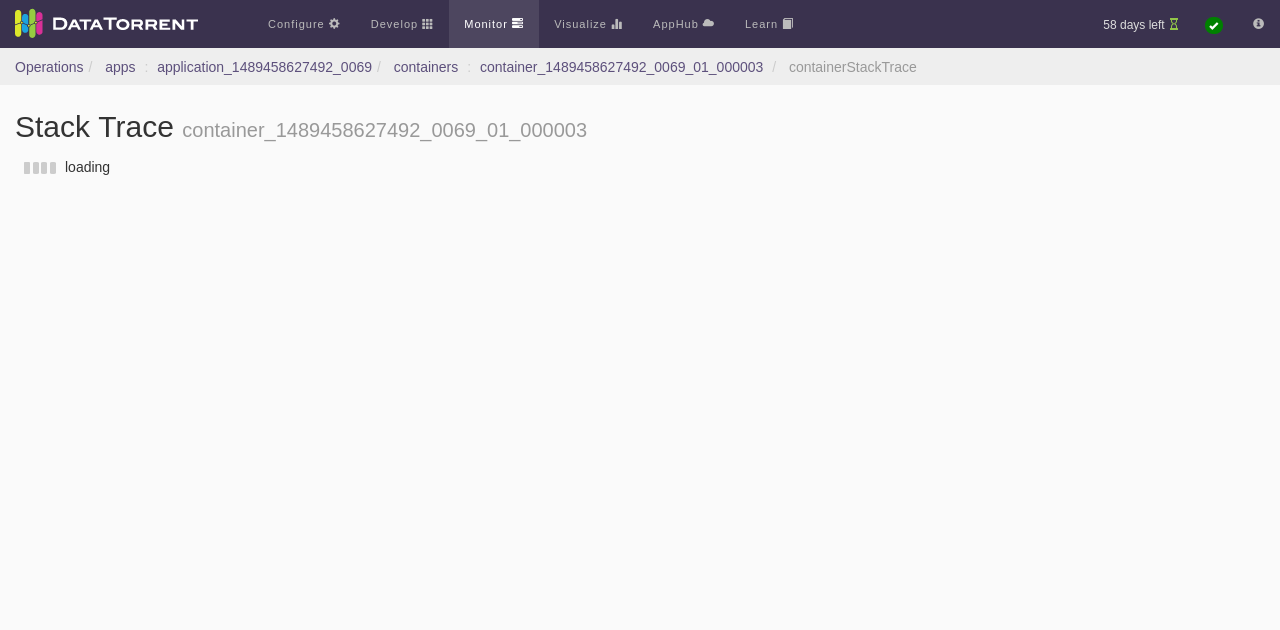 DATATORRENT Configure Develop Monitor Visualize AppHub Learn 58 days left
Operations / apps : application_1489458627492_0069 / containers : container_1489458627492_0069_01_000003 / containerStackTrace
Stack Trace container_1489458627492_0069_01_000003
loading